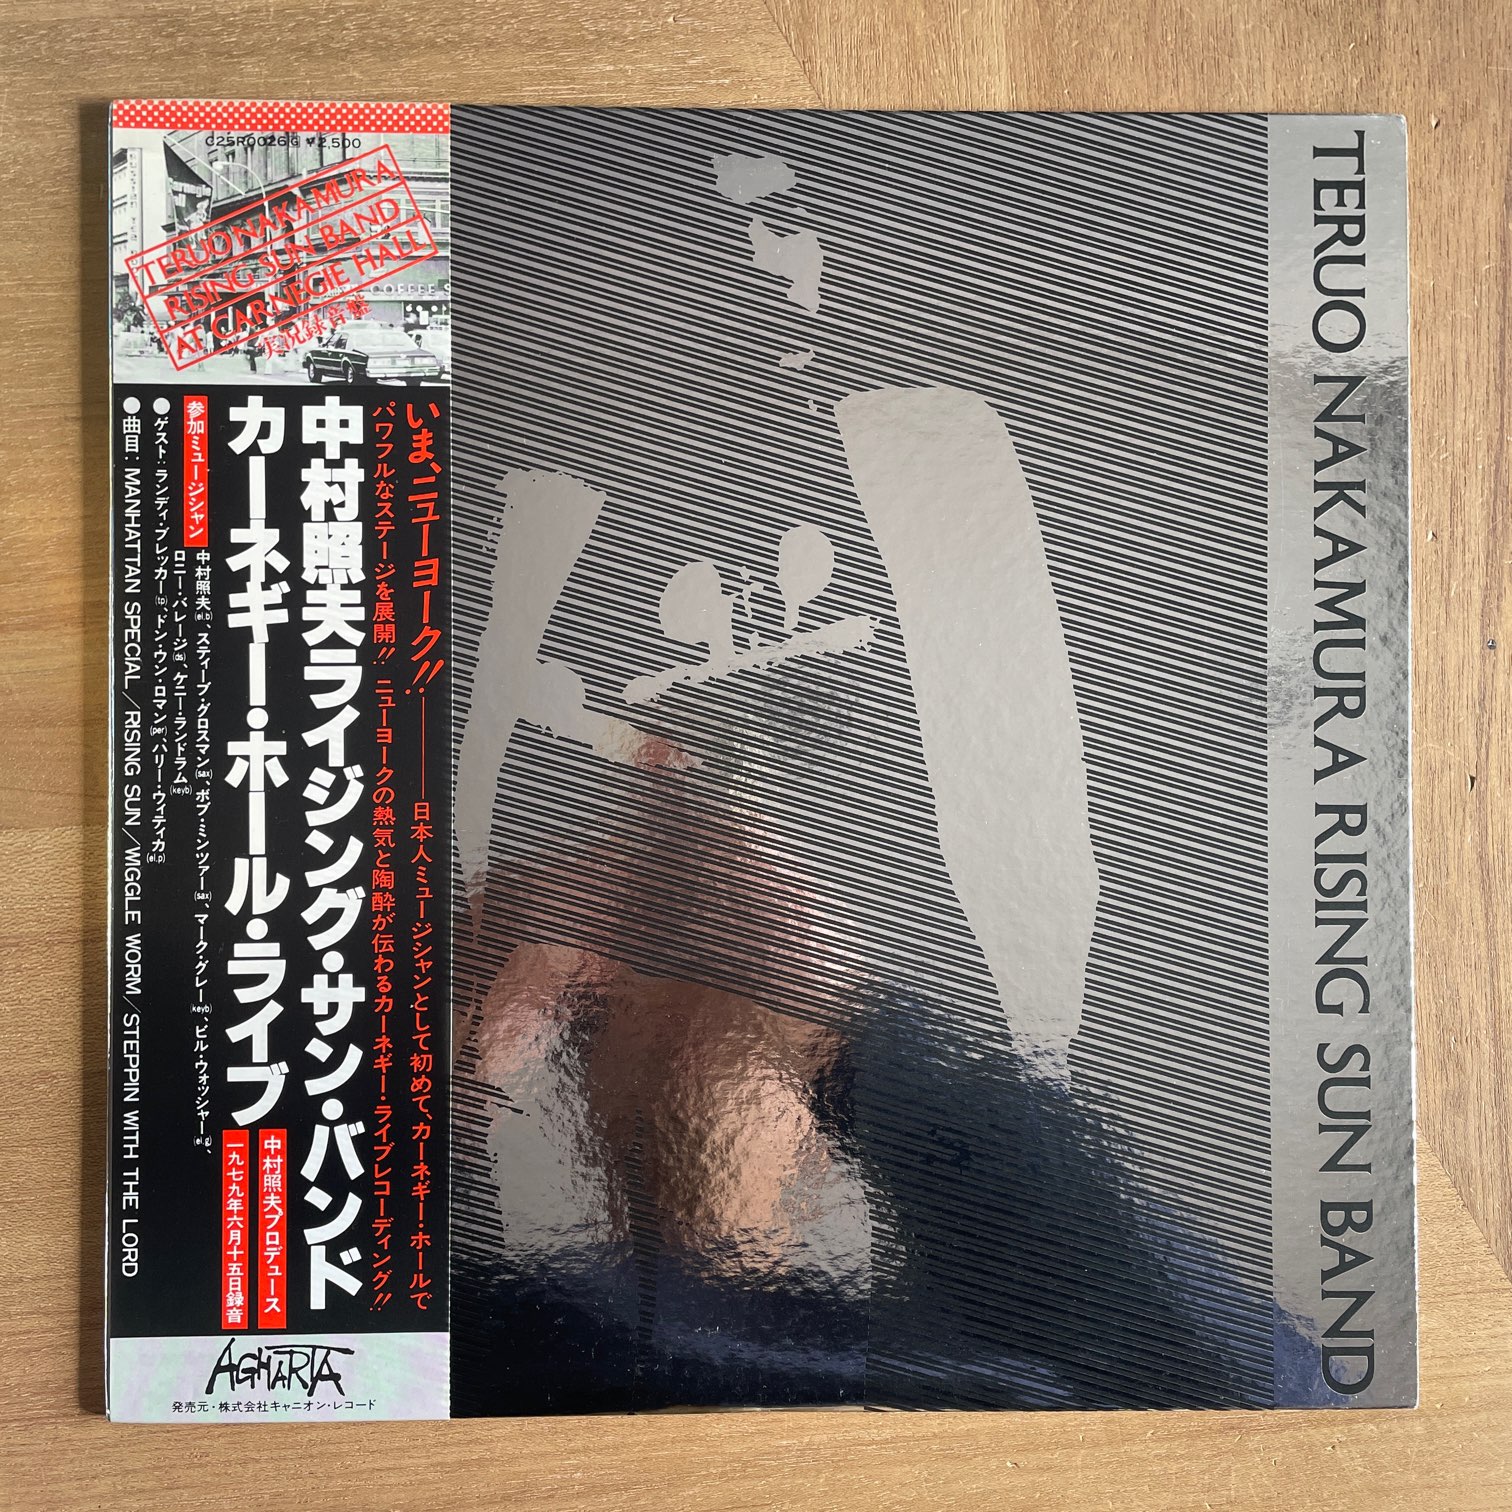 C25R0026G ￥2,500
TERUO NAKAMURA
RISING SUN BAND
AT CARNEGIE HALL
実況録音盤
Carnegie
COFFEE S
いま、ニューヨーク!!――日本人ミュージシャンとして初めて、カーネギー・ホールで
パワフルなステージを展開!! ニューヨークの熱気と陶酔が伝わるカーネギー・ライブレコーディング!!
中村照夫ライジング・サン・バンド
カーネギー・ホール・ライブ
中村照夫プロデュース
一九七九年六月十五日録音
参加ミュージシャン
中村照夫(el.b)、スティーブ・グロスマン(sax)、ボブ・ミンツァー(sax)、マーク・グレー(keyb)、ビル・ウォッシャー(el.g)、
ロニー・バレージ(ds)、ケニー・ランドラム(keyb)
●ゲスト:ランディ・ブレッカー(tp)、ドン・ウン・ロマン(per)、ハリー・ウィティカ(el.p)
●曲目: MANHATTAN SPECIAL/RISING SUN/WIGGLE WORM/STEPPIN WITH THE LORD
AGHARTA
発売元・株式会社キャニオン・レコード
TERUO NAKAMURA RISING SUN BAND